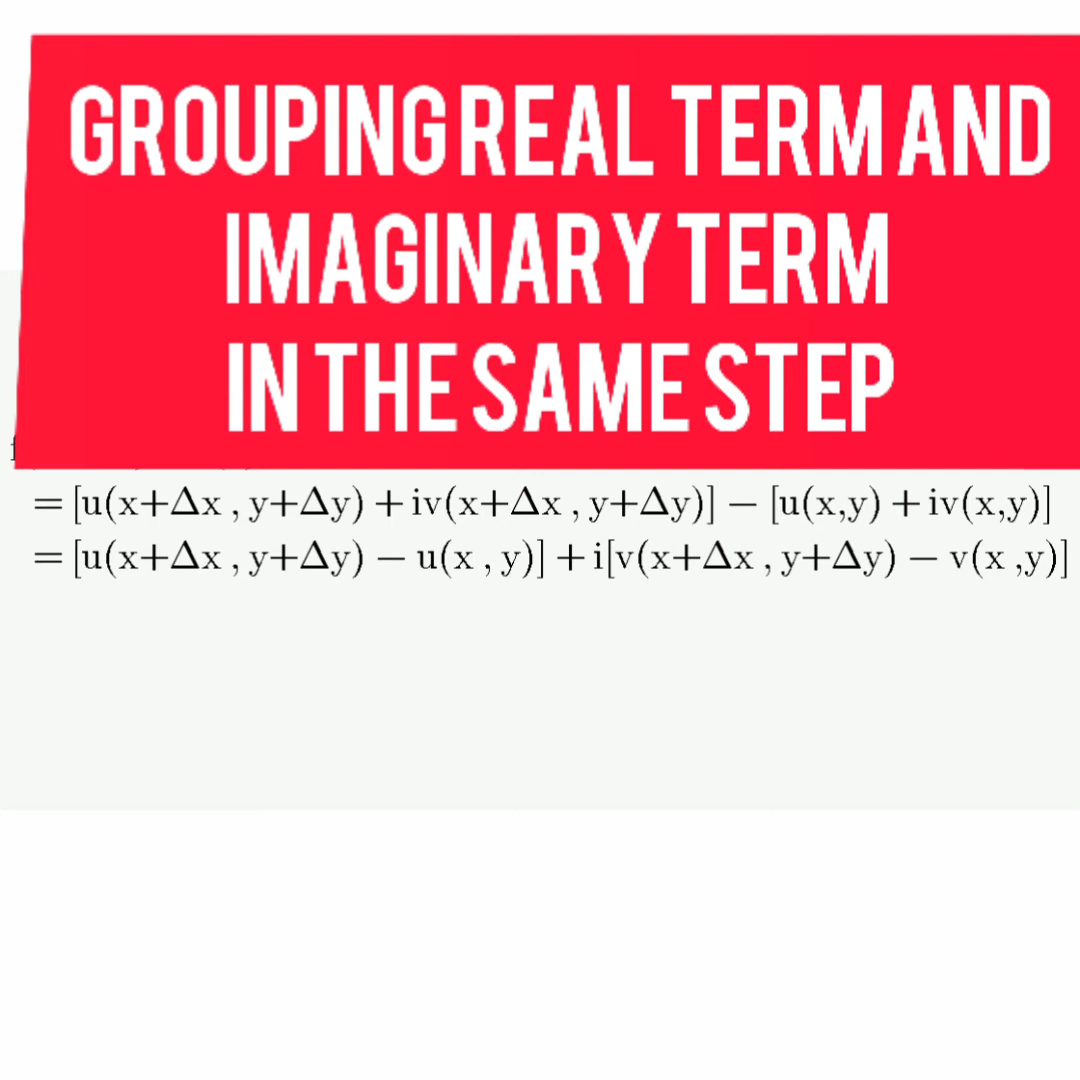 GROUPING REAL TERM AND
IMAGINARY TERM
IN THE SAME STEP
= [u(x+Δx , y+Δy) + iv(x+Δx , y+Δy)] − [u(x,y) + iv(x,y)]
= [u(x+Δx , y+Δy) − u(x , y)] + i[v(x+Δx , y+Δy) − v(x ,y)]